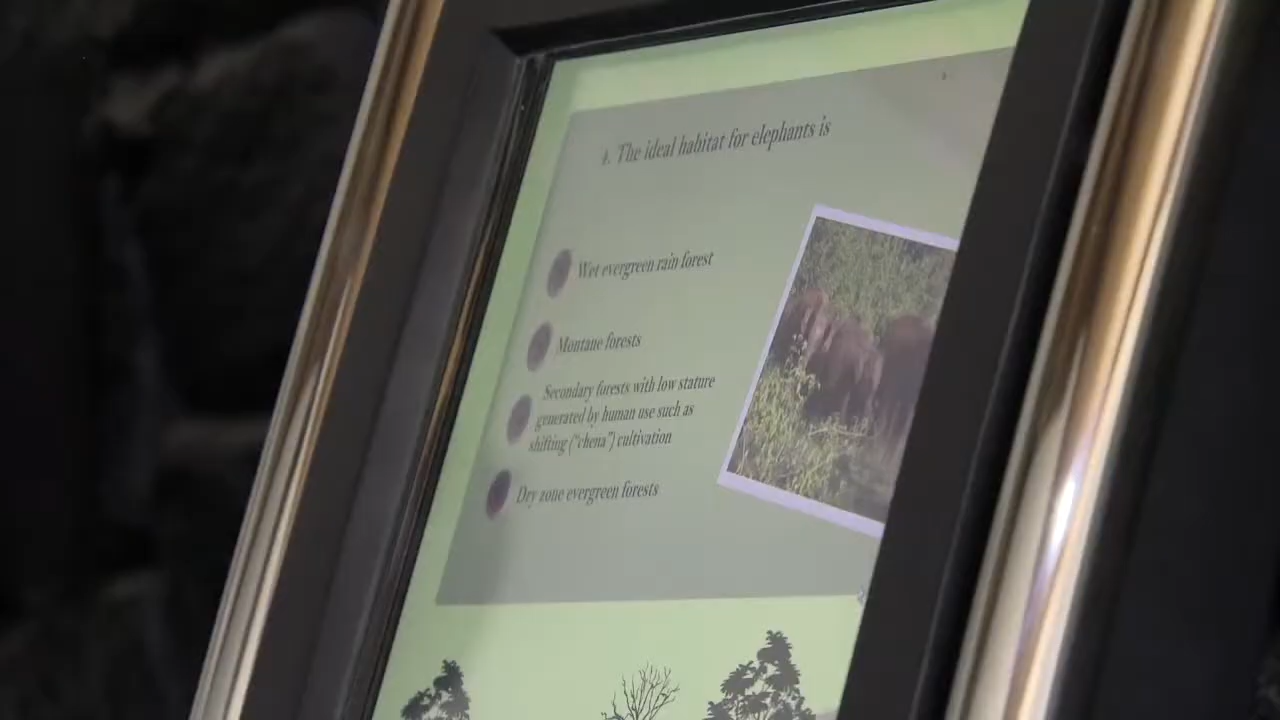 4. The ideal habitat for elephants is
Wet evergreen rain forest
Montane forests
Secondary forests with low stature
generated by human use such as
shifting ("chena") cultivation
Dry zone evergreen forests